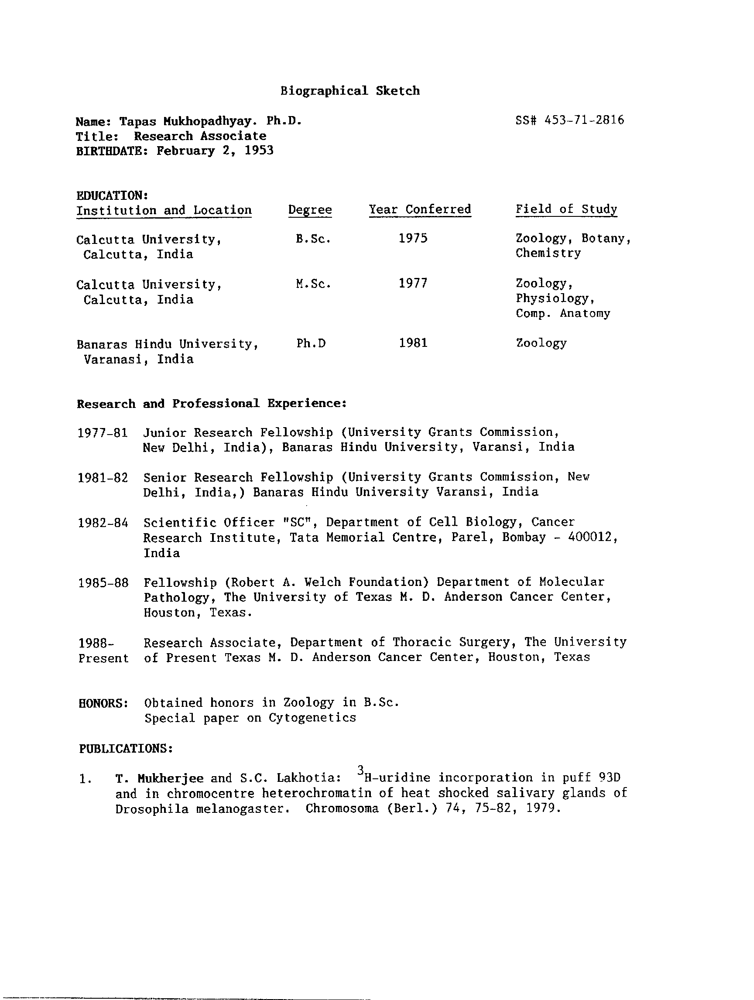 Biographical Sketch
Name: Tapas Mukhopadhyay. Ph.D. SS# 453-71-2816
Title: Research Associate
BIRTHDATE: February 2, 1953
EDUCATION:
Institution and Location Degree Year Conferred Field of Study
Calcutta University, B.Sc. 1975 Zoology, Botany,
Calcutta, India Chemistry
Calcutta University, M.Sc. 1977 Zoology,
Calcutta, India Physiology,
Comp. Anatomy
Banaras Hindu University, Ph.D 1981 Zoology
Varanasi, India
Research and Professional Experience:
1977-81 Junior Research Fellowship (University Grants Commission,
New Delhi, India), Banaras Hindu University, Varansi, India
1981-82 Senior Research Fellowship (University Grants Commission, New
Delhi, India,) Banaras Hindu University Varansi, India
1982-84 Scientific Officer "SC", Department of Cell Biology, Cancer
Research Institute, Tata Memorial Centre, Parel, Bombay - 400012,
India
1985-88 Fellowship (Robert A. Welch Foundation) Department of Molecular
Pathology, The University of Texas M. D. Anderson Cancer Center,
Houston, Texas.
1988- Research Associate, Department of Thoracic Surgery, The University
Present of Present Texas M. D. Anderson Cancer Center, Houston, Texas
HONORS: Obtained honors in Zoology in B.Sc.
Special paper on Cytogenetics
PUBLICATIONS:
1. T. Mukherjee and S.C. Lakhotia: ³H-uridine incorporation in puff 93D
and in chromocentre heterochromatin of heat shocked salivary glands of
Drosophila melanogaster. Chromosoma (Berl.) 74, 75-82, 1979.